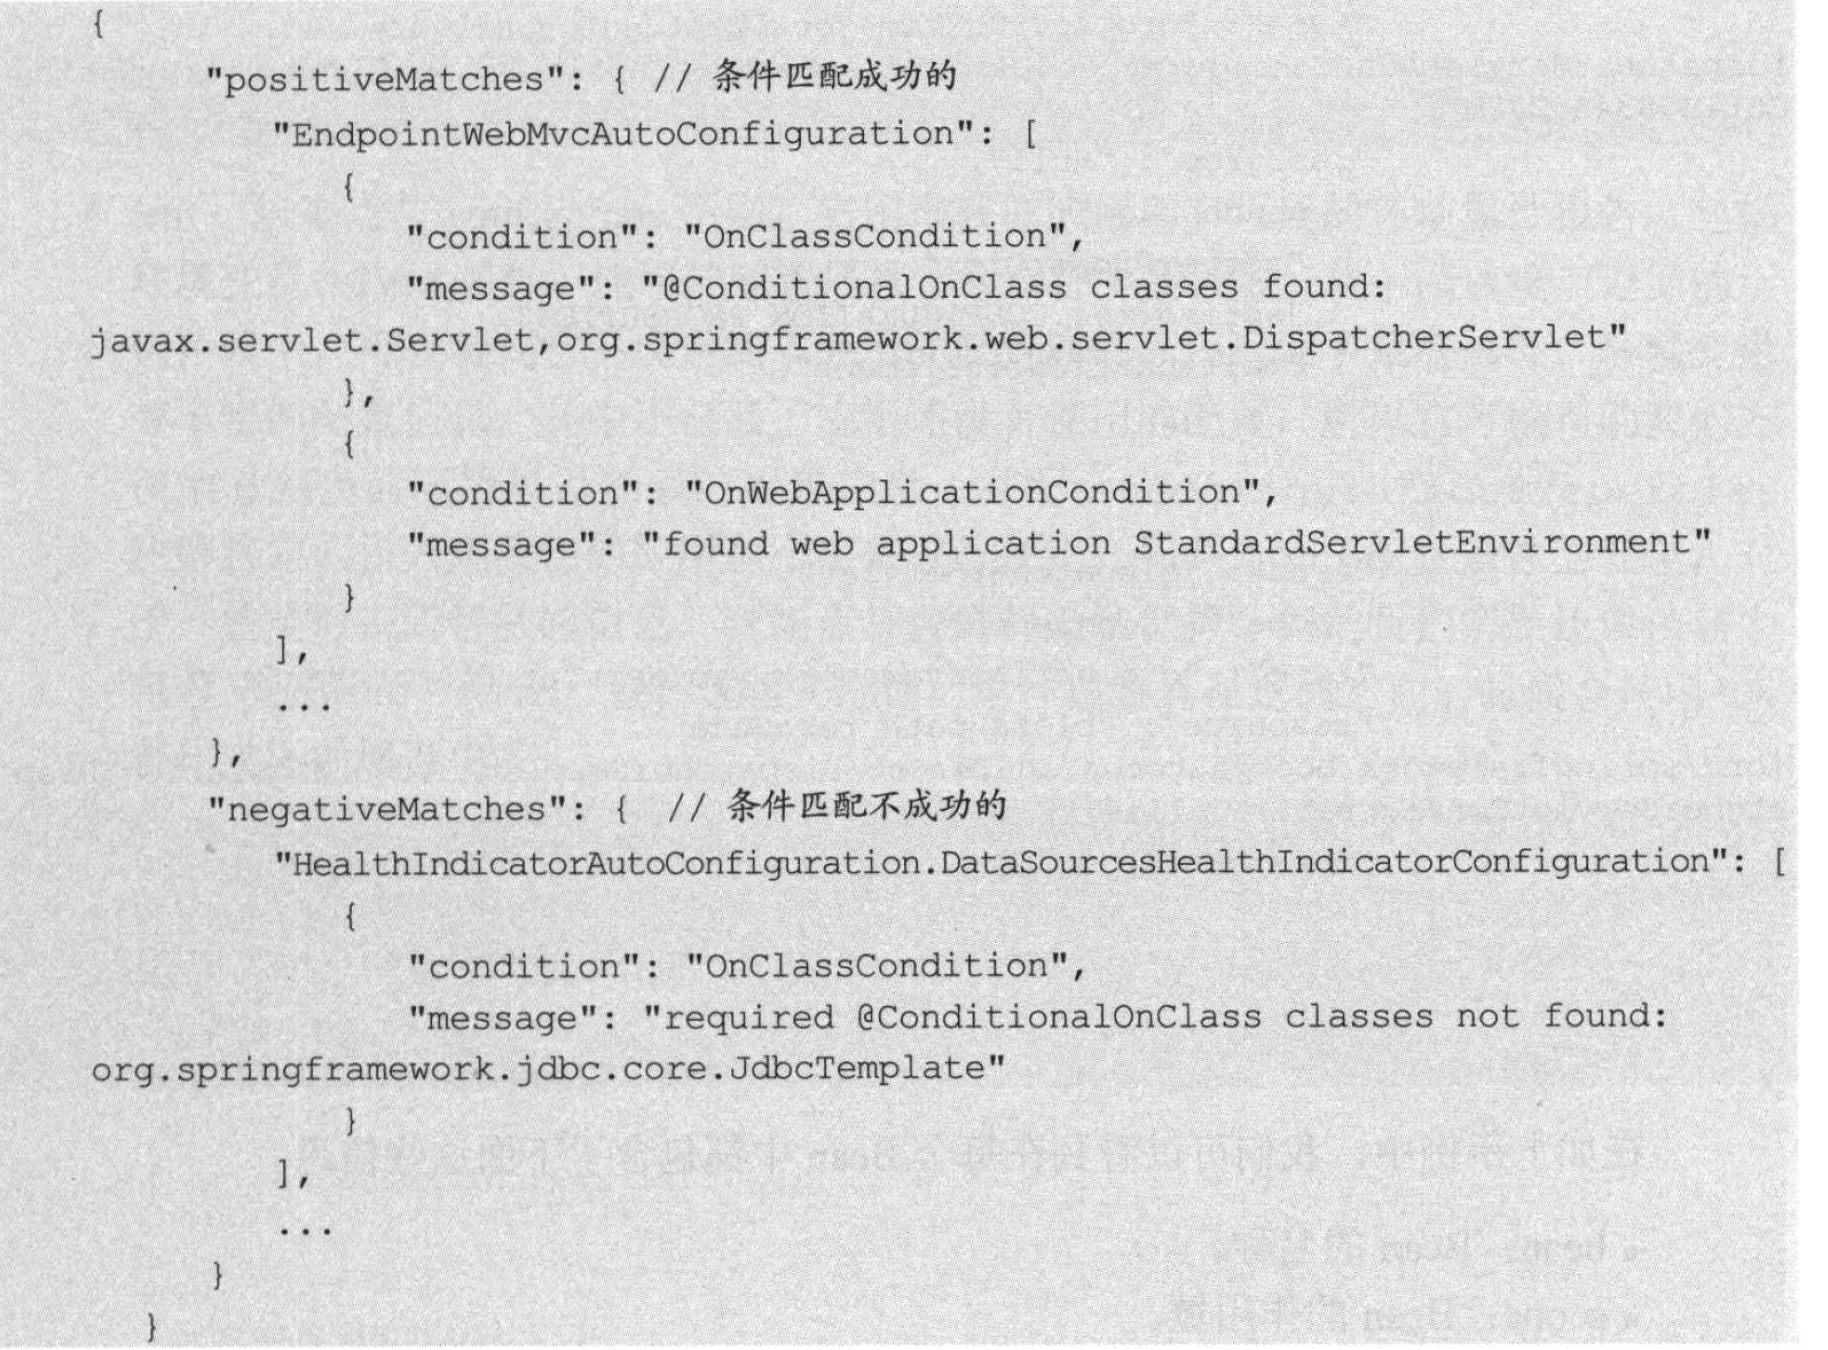 {
"positiveMatches": { // 条件匹配成功的
"EndpointWebMvcAutoConfiguration": [
{
"condition": "OnClassCondition",
"message": "@ConditionalOnClass classes found:
javax.servlet.Servlet,org.springframework.web.servlet.DispatcherServlet"
},
{
"condition": "OnWebApplicationCondition",
"message": "found web application StandardServletEnvironment"
}
],
...
},
"negativeMatches": { // 条件匹配不成功的
"HealthIndicatorAutoConfiguration.DataSourcesHealthIndicatorConfiguration": [
{
"condition": "OnClassCondition",
"message": "required @ConditionalOnClass classes not found:
org.springframework.jdbc.core.JdbcTemplate"
}
],
...
}
}